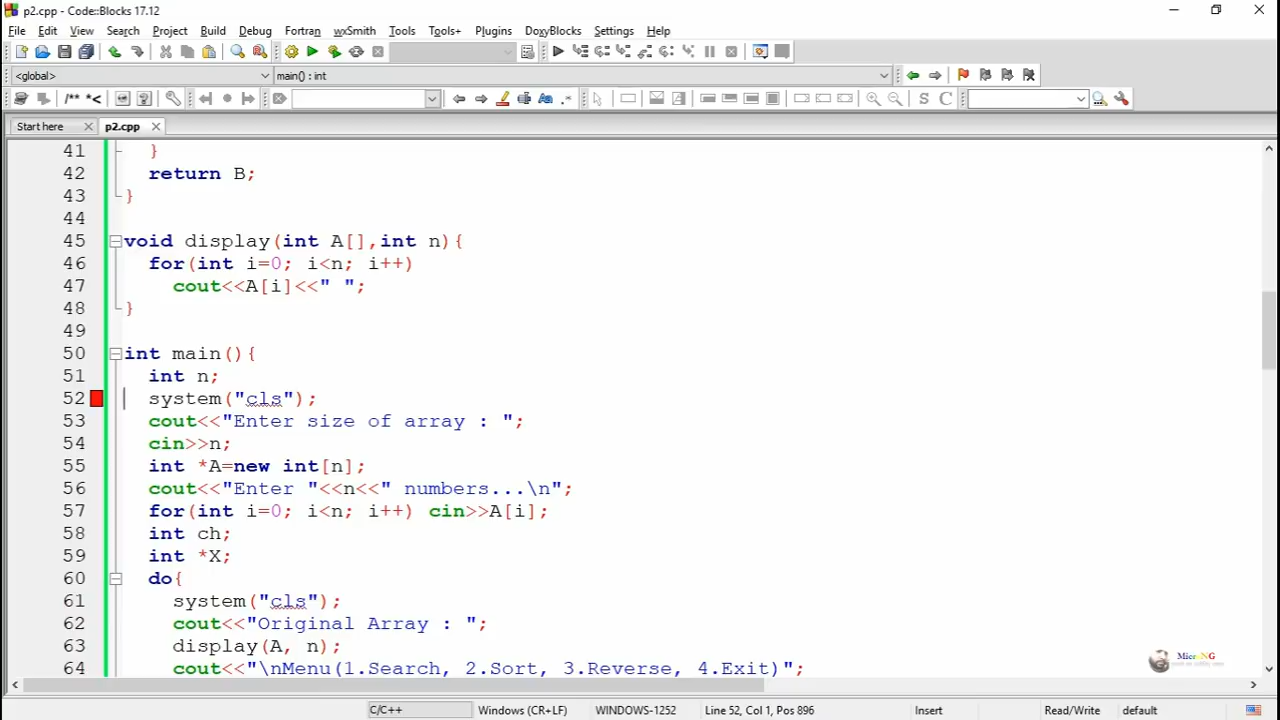 p2.cpp - Code::Blocks 17.12
File Edit View Search Project Build Debug Fortran wxSmith Tools Tools+ Plugins DoxyBlocks Settings Help
<global> main() : int
/** *<
Start here p2.cpp
41 }
42 return B;
43 }
44
45 void display(int A[],int n){
46 for(int i=0; i<n; i++)
47 cout<<A[i]<<" ";
48 }
49
50 int main(){
51 int n;
52 system("cls");
53 cout<<"Enter size of array : ";
54 cin>>n;
55 int *A=new int[n];
56 cout<<"Enter "<<n<<" numbers...\n";
57 for(int i=0; i<n; i++) cin>>A[i];
58 int ch;
59 int *X;
60 do{
61 system("cls");
62 cout<<"Original Array : ";
63 display(A, n);
64 cout<<"\nMenu(1.Search, 2.Sort, 3.Reverse, 4.Exit)";
MicroNG
C/C++ Windows (CR+LF) WINDOWS-1252 Line 52, Col 1, Pos 896 Insert Read/Write default